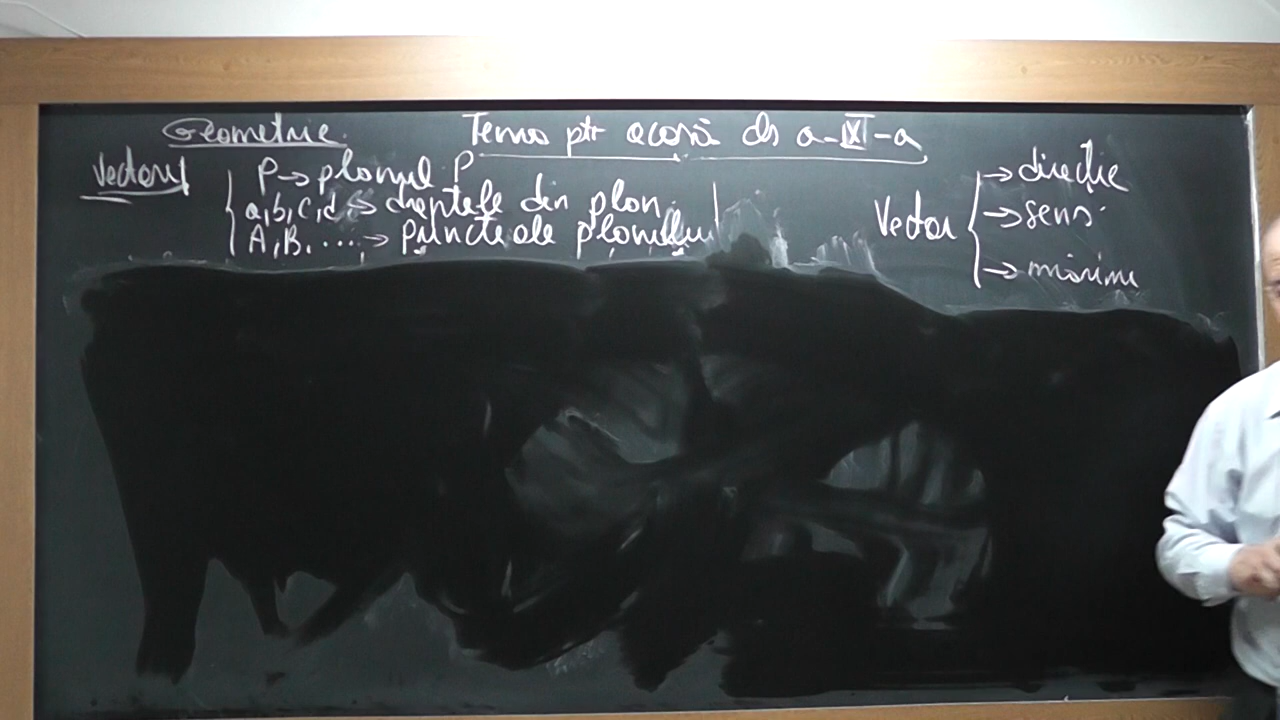 Geometrie.
Tema ptr acasă cls a-IX-a
Vectori
P → planul P
a, b, c, d → dreptele din plan
A, B, ... → punctele planului
Vector
→ direcție
→ sens
→ mărime